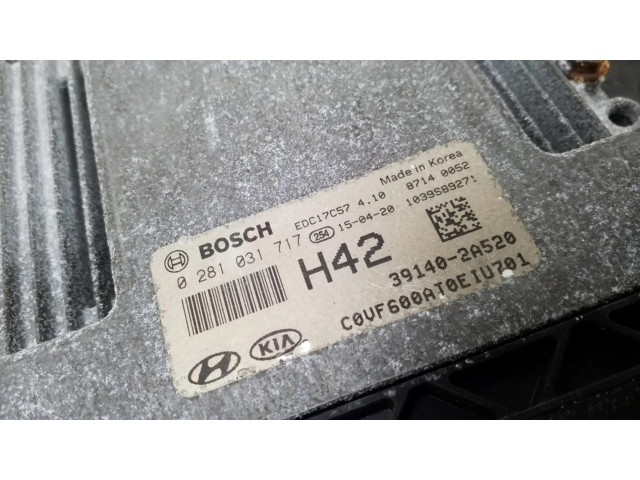 Made in Korea
BOSCH EDC17C57 4.10 8714 0052
0 281 031 717 254 15-04-20 1039S89271
H42
39140-2A520
C0VF600AT0EIU701
KIA